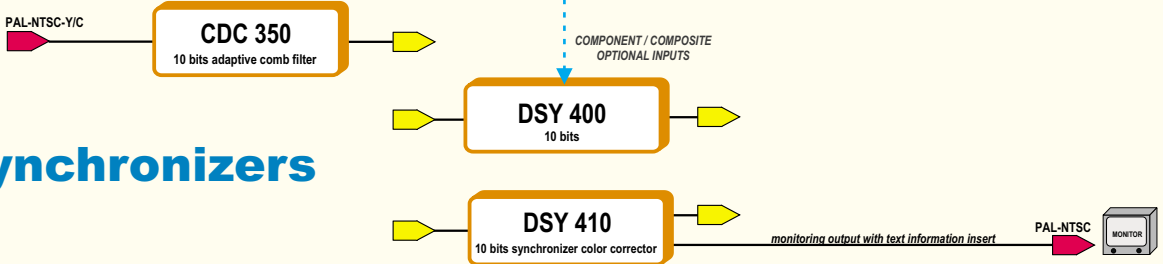 PAL-NTSC-Y/C
CDC 350
10 bits adaptive comb filter
COMPONENT / COMPOSITE
OPTIONAL INPUTS
DSY 400
10 bits
ynchronizers
DSY 410
10 bits synchronizer color corrector
monitoring output with text information insert
PAL-NTSC
MONITOR